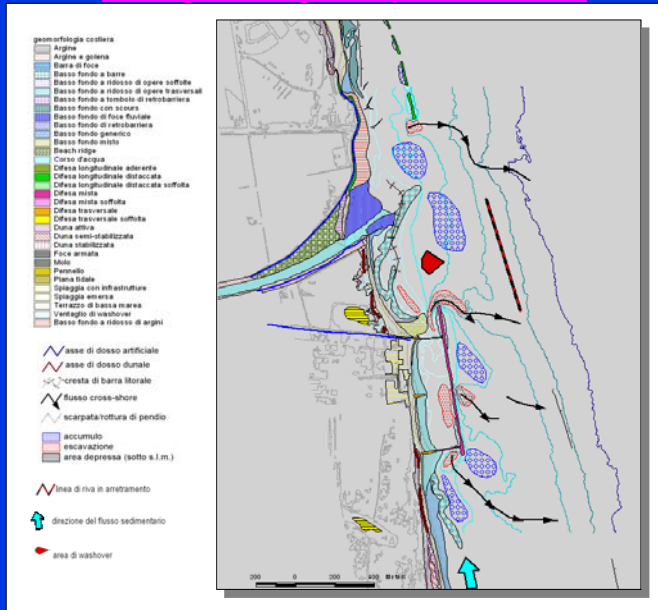 geomorfologia costiera
Argine
Argine e golena
Barra di foce
Basso fondo a barre
Basso fondo a ridosso di opere soffolte
Basso fondo a ridosso di opere trasversali
Basso fondo a tombolo di retrobarriera
Basso fondo con scours
Basso fondo di foce fluviale
Basso fondo di retrobarriera
Basso fondo generico
Basso fondo misto
Beach ridge
Corso d'acqua
Difesa longitudinale aderente
Difesa longitudinale distaccata
Difesa longitudinale distaccata soffolta
Difesa mista
Difesa mista soffolta
Difesa trasversale
Difesa trasversale soffolta
Duna attiva
Duna semi-stabilizzata
Duna stabilizzata
Foce armata
Molo
Pennello
Piana tidale
Spiaggia con infrastrutture
Spiaggia emersa
Terrazzo di bassa marea
Ventaglio di washover
Basso fondo a ridosso di argini
asse di dosso artificiale
asse di dosso dunale
cresta di barra litorale
flusso cross-shore
scarpata/rottura di pendio
accumulo
escavazione
area depressa (sotto s.l.m.)
linea di riva in arretramento
direzione del flusso sedimentario
area di washover
200 0 200 400